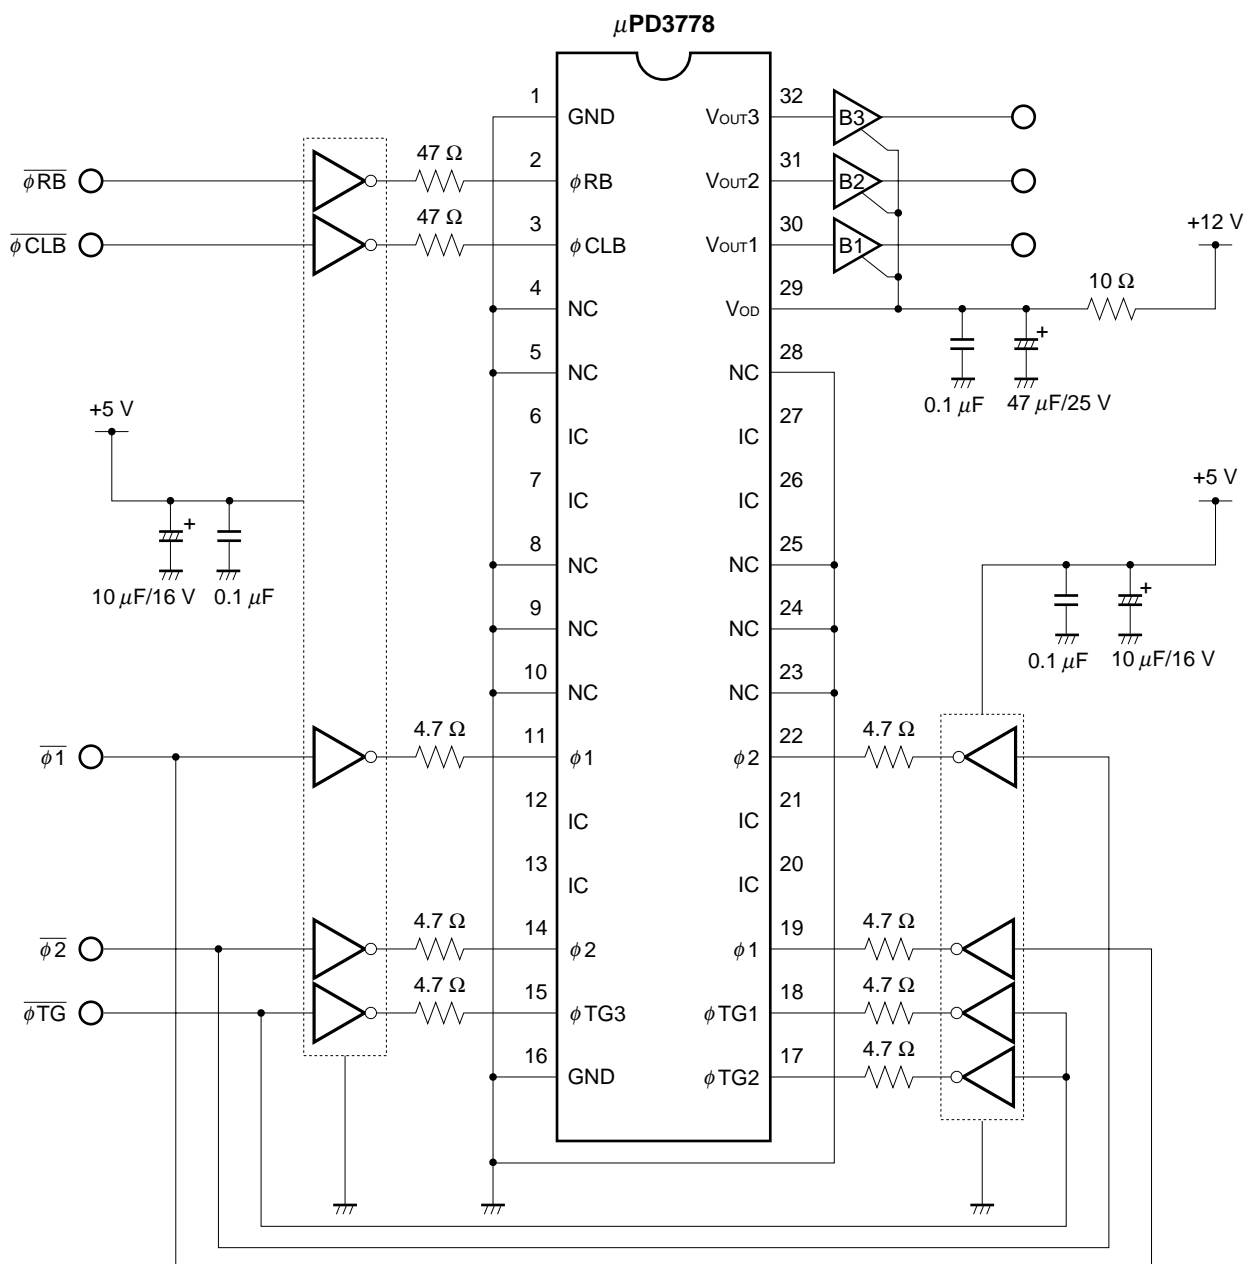 μPD3778
1 GND VOUT3 32 B3
φRB 47 Ω 2 φRB VOUT2 31 B2
φCLB 47 Ω 3 φCLB VOUT1 30 B1
+12 V
4 NC VOD 29 10 Ω
5 NC NC 28
0.1 μF 47 μF/25 V
+5 V
6 IC IC 27
7 IC IC 26
+5 V
8 NC NC 25
10 μF/16 V 0.1 μF
9 NC NC 24
0.1 μF 10 μF/16 V
10 NC NC 23
φ1 4.7 Ω 11 φ1 φ2 22 4.7 Ω
12 IC IC 21
13 IC IC 20
φ2 4.7 Ω 14 φ2 φ1 19 4.7 Ω
φTG 4.7 Ω 15 φTG3 φTG1 18 4.7 Ω
16 GND φTG2 17 4.7 Ω
+
+
+